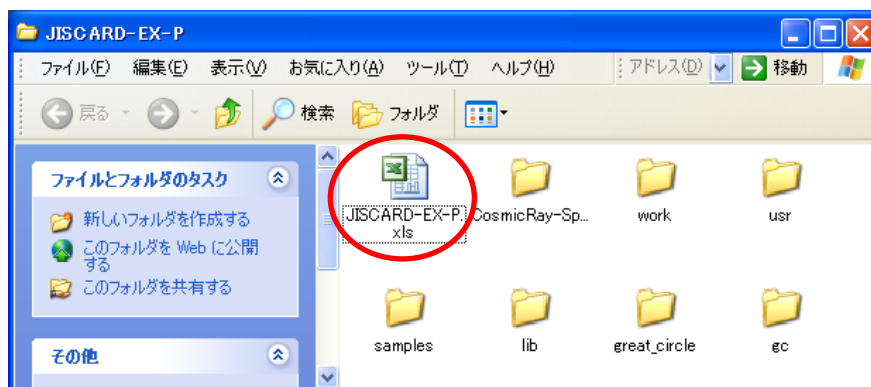 JISCARD-EX-P
ファイル(F) 編集(E) 表示(V) お気に入り(A) ツール(T) ヘルプ(H) アドレス(D) 移動
戻る 検索 フォルダ
ファイルとフォルダのタスク
新しいフォルダを作成する
このフォルダを Web に公開
する
このフォルダを共有する
その他
JISCARD-EX-P.
xls
CosmicRay-Sp...
work
usr
samples
lib
great_circle
gc